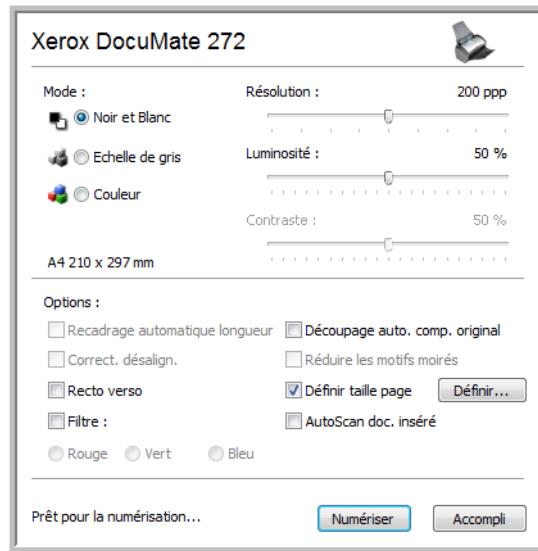 Xerox DocuMate 272
Mode :
Résolution :
200 ppp
Noir et Blanc
Echelle de gris
Luminosité :
50 %
Couleur
Contraste :
50 %
A4 210 x 297 mm
Options :
Recadrage automatique longueur
Découpage auto. comp. original
Correct. désalign.
Réduire les motifs moirés
Recto verso
Définir taille page
Définir...
Filtre :
AutoScan doc. inséré
Rouge
Vert
Bleu
Prêt pour la numérisation...
Numériser
Accompli